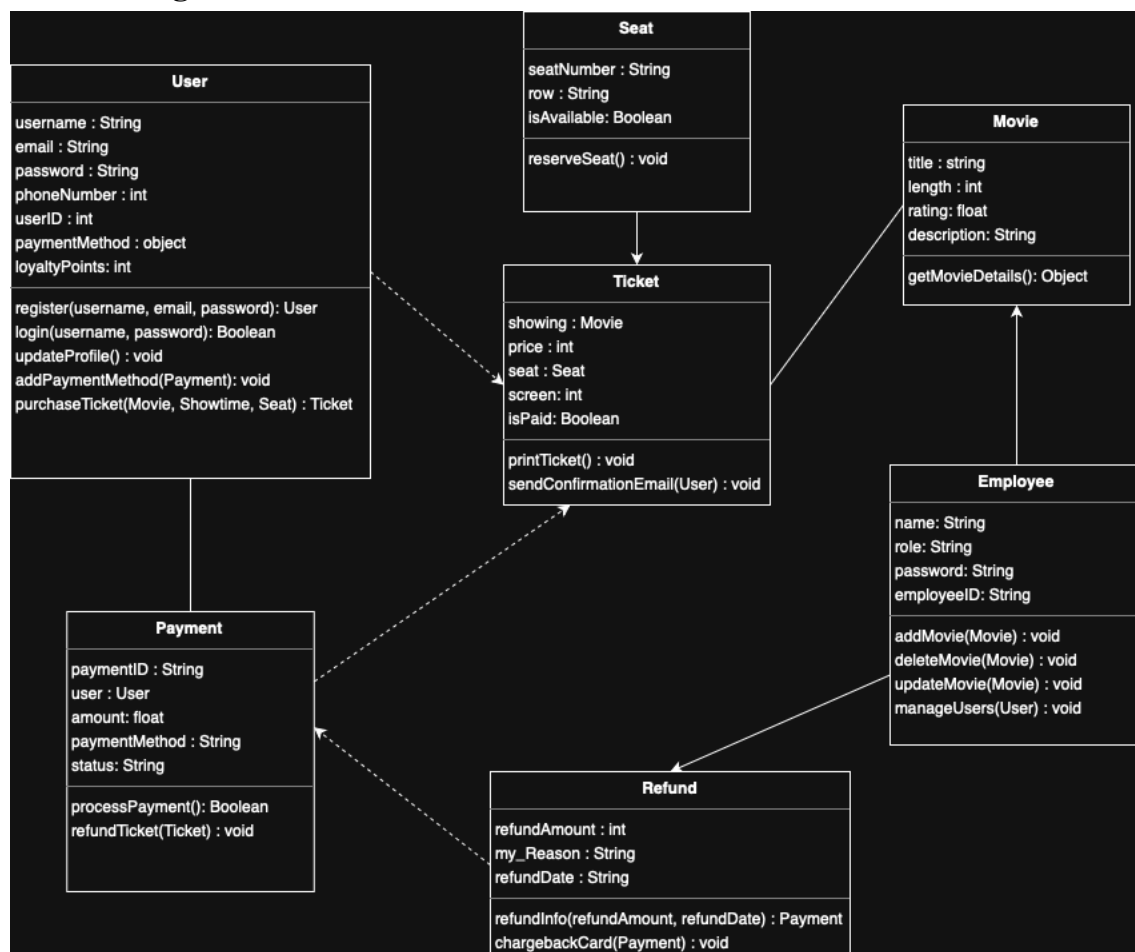 Seat
seatNumber : String
row : String
isAvailable: Boolean
reserveSeat() : void
User
username : String
email : String
password : String
phoneNumber : int
userID : int
paymentMethod : object
loyaltyPoints: int
register(username, email, password): User
login(username, password): Boolean
updateProfile() : void
addPaymentMethod(Payment): void
purchaseTicket(Movie, Showtime, Seat) : Ticket
Movie
title : string
length : int
rating: float
description: String
getMovieDetails(): Object
Ticket
showing : Movie
price : int
seat : Seat
screen: int
isPaid: Boolean
printTicket() : void
sendConfirmationEmail(User) : void
Employee
name: String
role: String
password: String
employeeID: String
addMovie(Movie) : void
deleteMovie(Movie) : void
updateMovie(Movie) : void
manageUsers(User) : void
Payment
paymentID : String
user : User
amount: float
paymentMethod : String
status: String
processPayment(): Boolean
refundTicket(Ticket) : void
Refund
refundAmount : int
my_Reason : String
refundDate : String
refundInfo(refundAmount, refundDate) : Payment
chargebackCard(Payment) : void